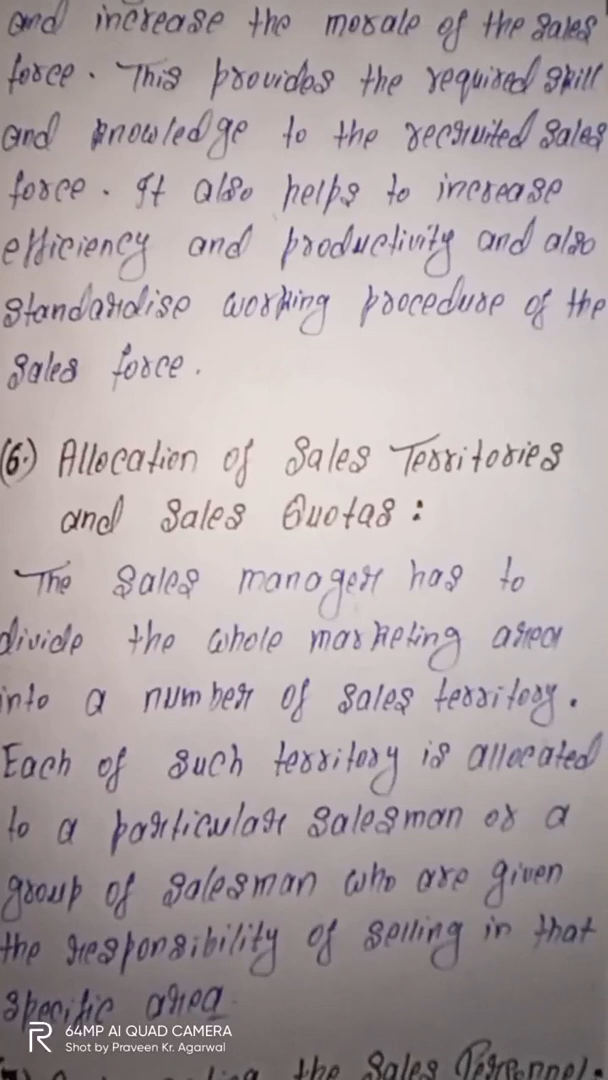 and increase the morale of the sales
force. This provides the required skill
and knowledge to the recruited sales
force. It also helps to increase
efficiency and productivity and also
standardise working procedure of the
sales force.
(6.) Allocation of Sales Territories
and Sales Quotas :
The sales manager has to
divide the whole marketing area
into a number of sales territory.
Each of such territory is allocated
to a particular salesman or a
group of salesman who are given
the responsibility of selling in that
specific area.
64MP AI QUAD CAMERA
Shot by Praveen Kr. Agarwal
the Sales Personnel: